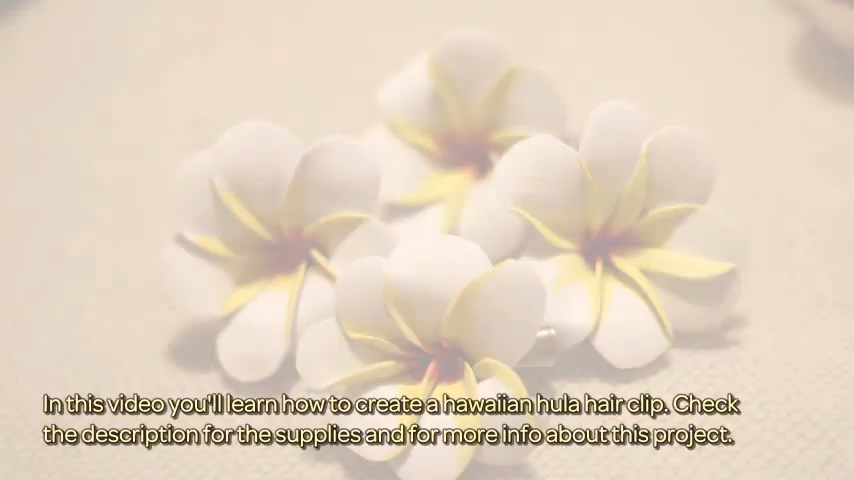 In this video you'll learn how to create a hawaiian hula hair clip. Check
the description for the supplies and for more info about this project.